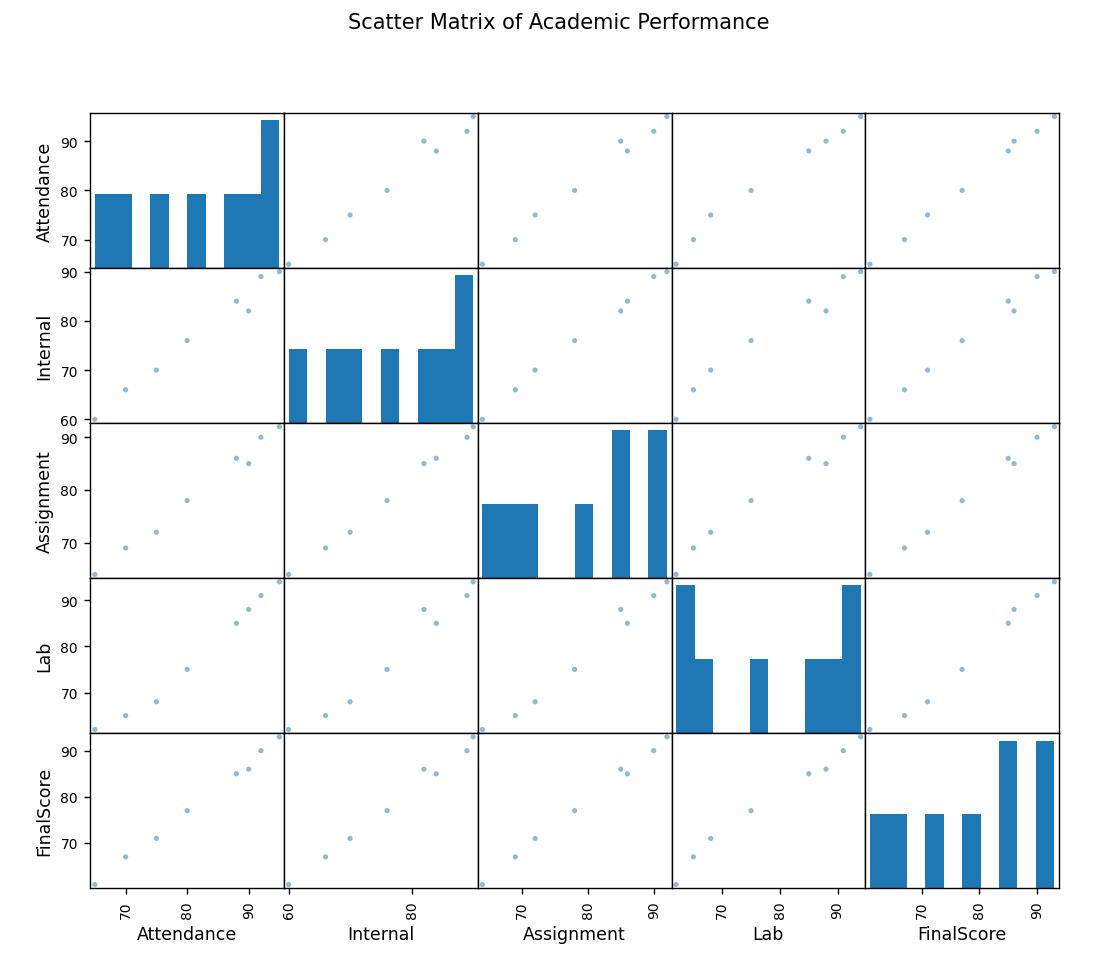 Scatter Matrix of Academic Performance
Attendance
90
80
70
Internal
90
80
70
60
Assignment
90
80
70
Lab
90
80
70
FinalScore
90
80
70
70 80 90 60 80 70 80 90 70 80 90 70 80 90
Attendance Internal Assignment Lab FinalScore